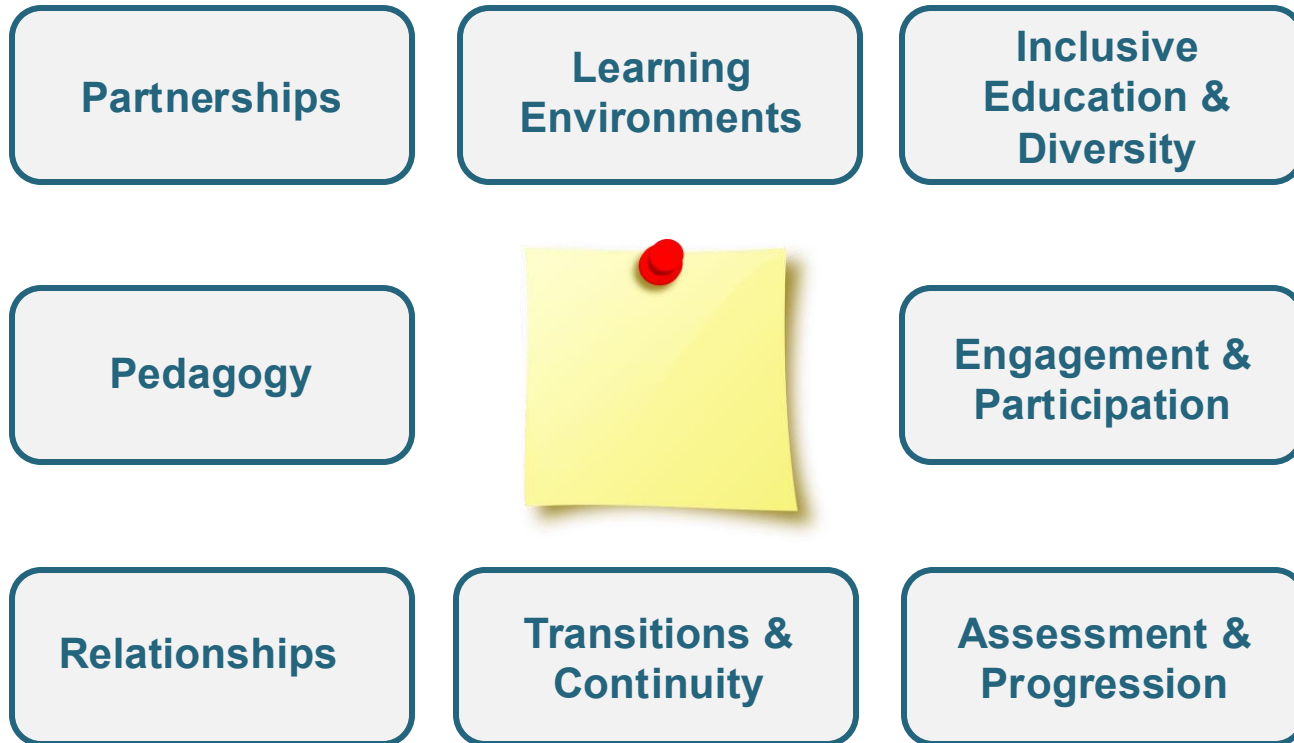 Partnerships
Learning
Environments
Inclusive
Education &
Diversity
Pedagogy
Engagement &
Participation
Relationships
Transitions &
Continuity
Assessment &
Progression